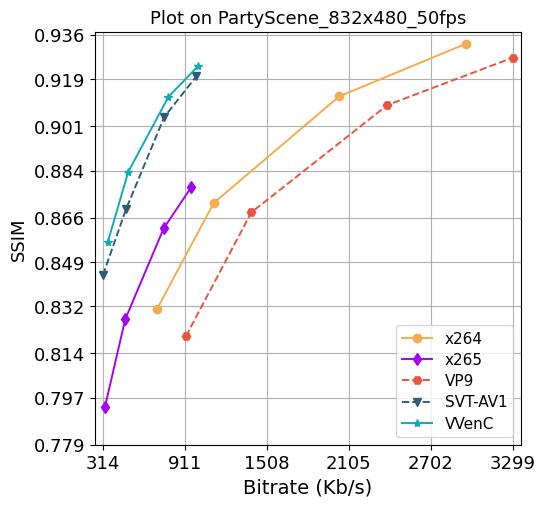 Plot on PartyScene_832x480_50fps
SSIM
0.936
0.919
0.901
0.884
0.866
0.849
0.832
0.814
0.797
0.779
x264
x265
VP9
SVT-AV1
VVenC
314 911 1508 2105 2702 3299
Bitrate (Kb/s)